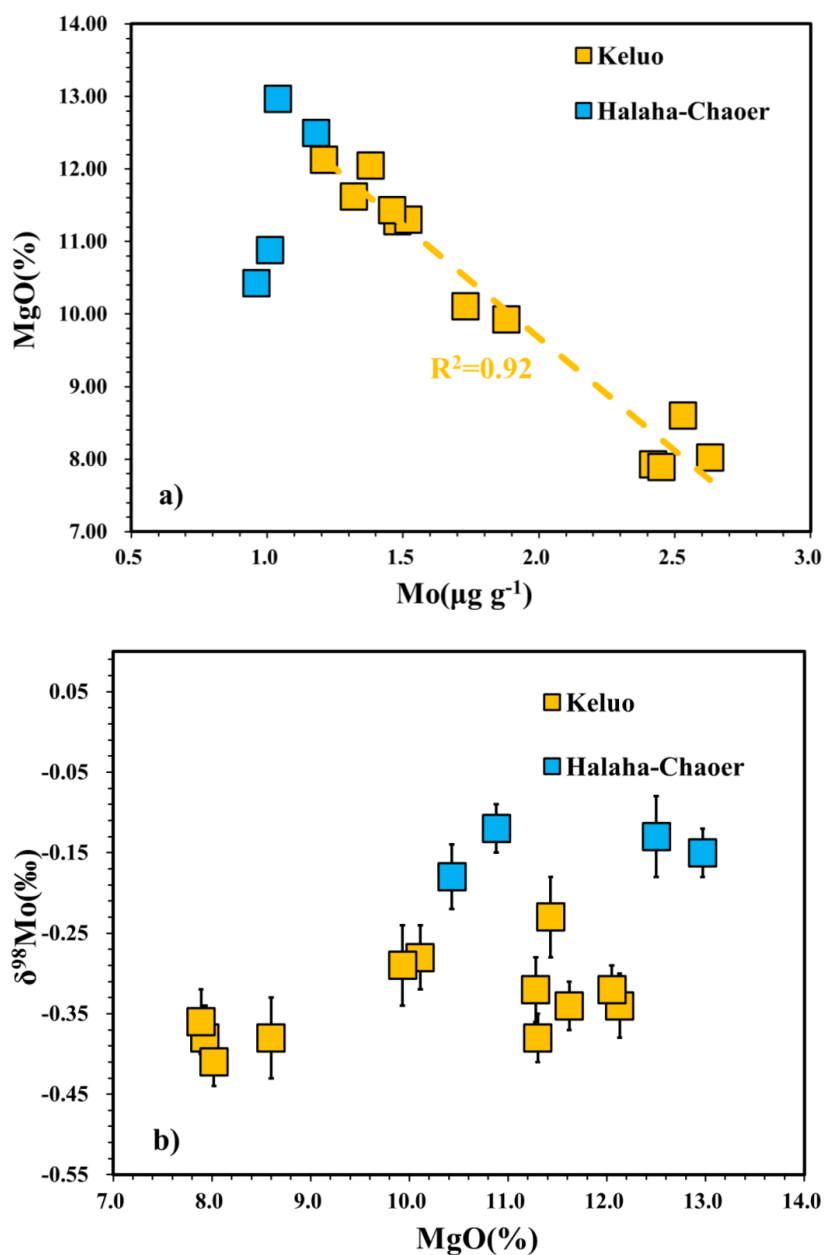 14.00
13.00
12.00
11.00
10.00
9.00
8.00
7.00
MgO(%)
Keluo
Halaha-Chaoer
R²=0.92
a)
0.5 1.0 1.5 2.0 2.5 3.0
Mo(μg g⁻¹)
0.05
-0.05
-0.15
-0.25
-0.35
-0.45
-0.55
δ⁹⁸Mo(‰)
Keluo
Halaha-Chaoer
b)
7.0 8.0 9.0 10.0 11.0 12.0 13.0 14.0
MgO(%)